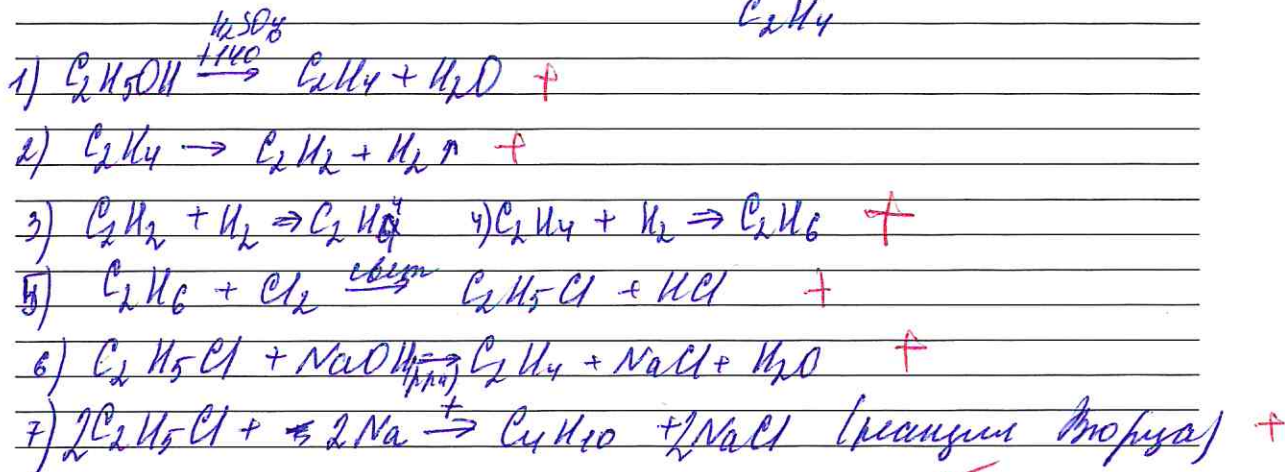 C₂H₄
H₂SO₄
+140
1) C₂H₅OH → C₂H₄ + H₂O +
2) C₂H₄ → C₂H₂ + H₂↑ +
3) C₂H₂ + H₂ ⇒ C₂H₄ 4) C₂H₄ + H₂ ⇒ C₂H₆ +
свет
5) C₂H₆ + Cl₂ → C₂H₅Cl + HCl +
6) C₂H₅Cl + NaOH → C₂H₄ + NaCl + H₂O +
7) 2C₂H₅Cl + 2Na → C₄H₁₀ + 2NaCl (реакция Вюрца) +